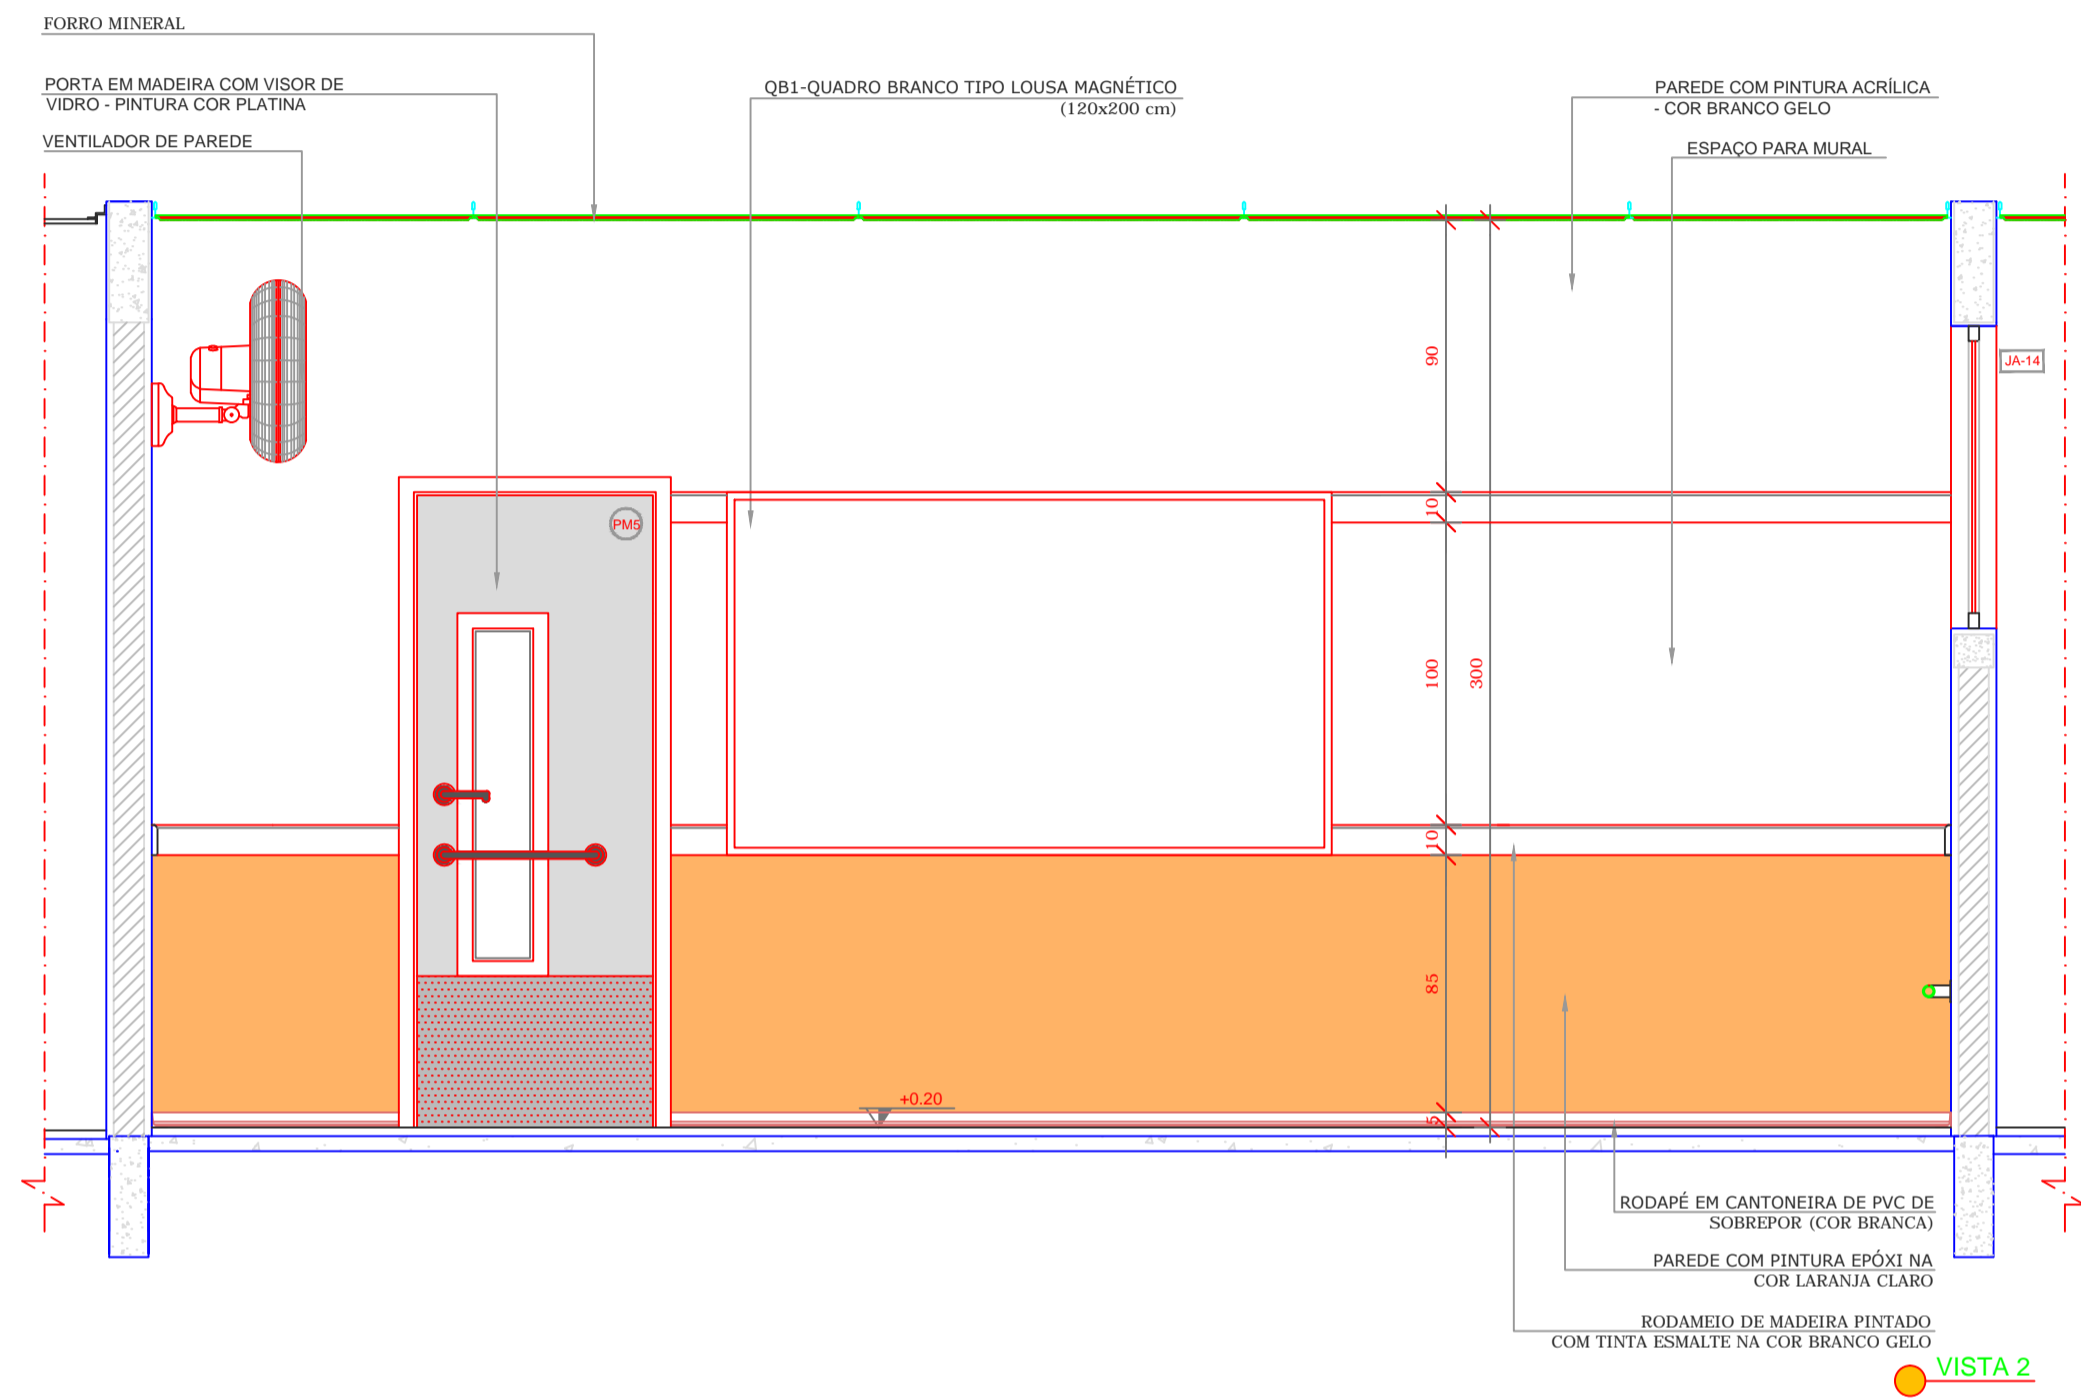 FORRO MINERAL
PORTA EM MADEIRA COM VISOR DE
VIDRO - PINTURA COR PLATINA
VENTILADOR DE PAREDE
QB1-QUADRO BRANCO TIPO LOUSA MAGNÉTICO
(120x200 cm)
PAREDE COM PINTURA ACRÍLICA
- COR BRANCO GELO
ESPAÇO PARA MURAL
90
JA-14
10
PM5
100
300
10
85
+0.20
5
RODAPÉ EM CANTONEIRA DE PVC DE
SOBREPOR (COR BRANCA)
PAREDE COM PINTURA EPÓXI NA
COR LARANJA CLARO
RODAMEIO DE MADEIRA PINTADO
COM TINTA ESMALTE NA COR BRANCO GELO
VISTA 2